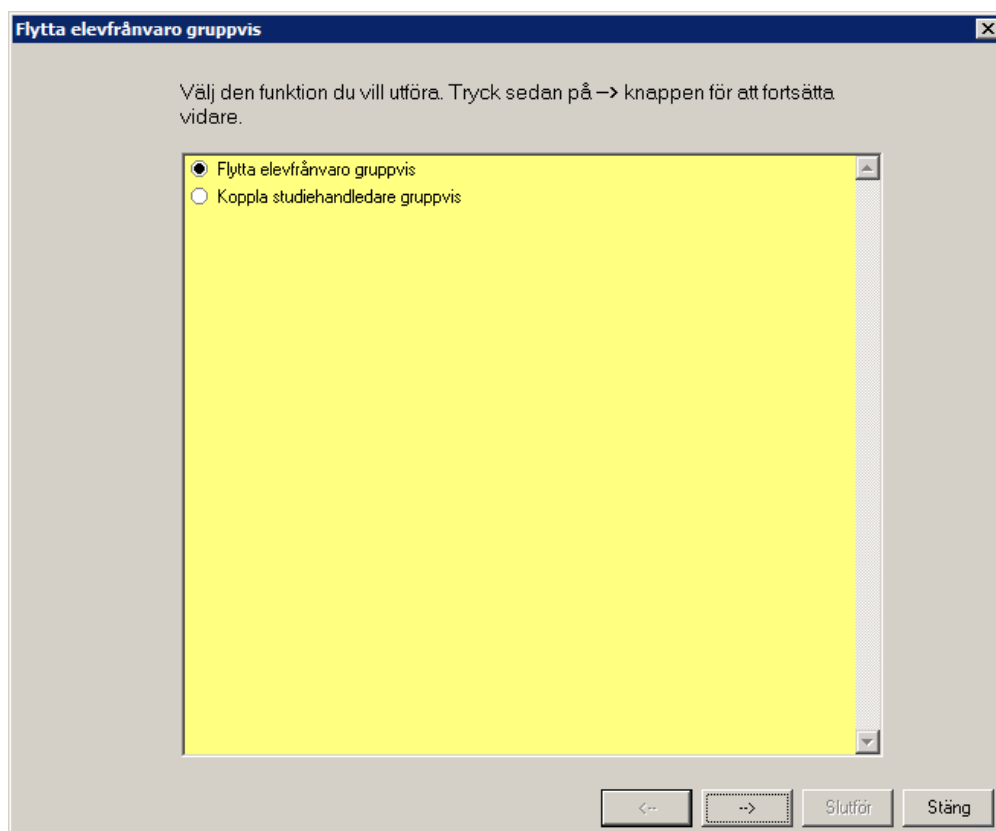 Flytta elevfrånvaro gruppvis
Välj den funktion du vill utföra. Tryck sedan på --> knappen för att fortsätta
vidare.
Flytta elevfrånvaro gruppvis
Koppla studiehandledare gruppvis
<-- --> Slutför Stäng